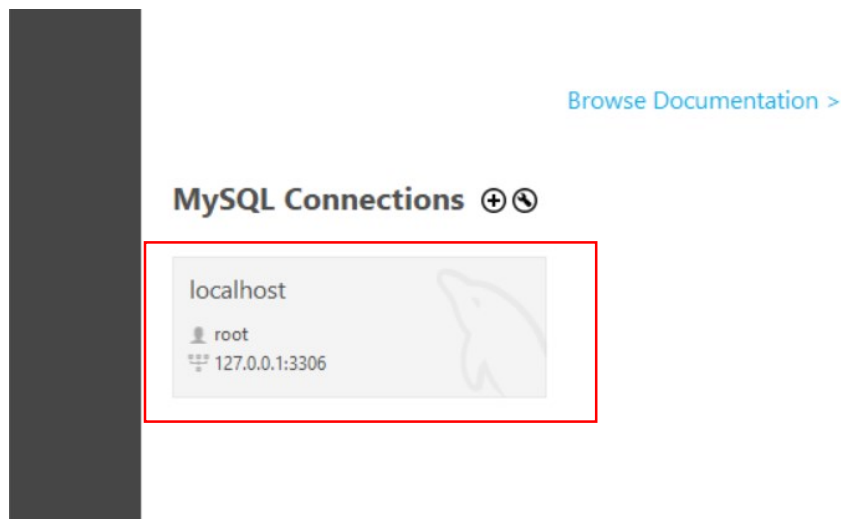 Browse Documentation >
MySQL Connections
localhost
root
127.0.0.1:3306